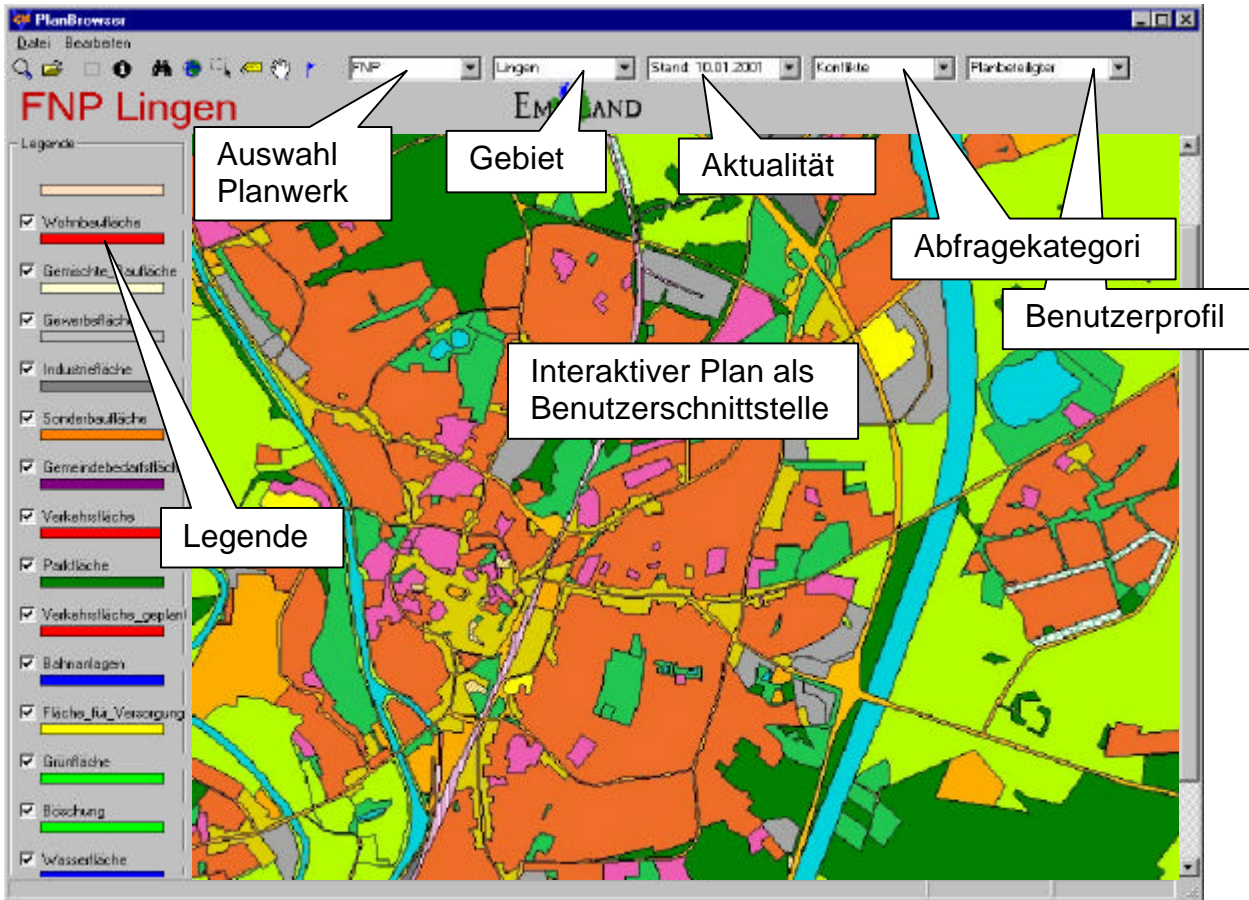 PlanBrowser
Datei Bearbeiten
FNP
Lingen
Stand: 10.01.2001
Konflikte
Planbeteiligter
FNP Lingen
EMSLAND
Auswahl
Planwerk
Gebiet
Aktualität
Abfragekategori
Benutzerprofil
Interaktiver Plan als
Benutzerschnittstelle
Legende
Legende
Wohnbaufläche
Gemischte_Baufläche
Gewerbefläche
Industriefläche
Sonderbaufläche
Gemeindebedarfsfläch
Verkehrsfläche
Parkfläche
Verkehrsfläche_geplant
Bahnanlagen
Fläche_für_Versorgung
Grünfläche
Böschung
Wasserfläche